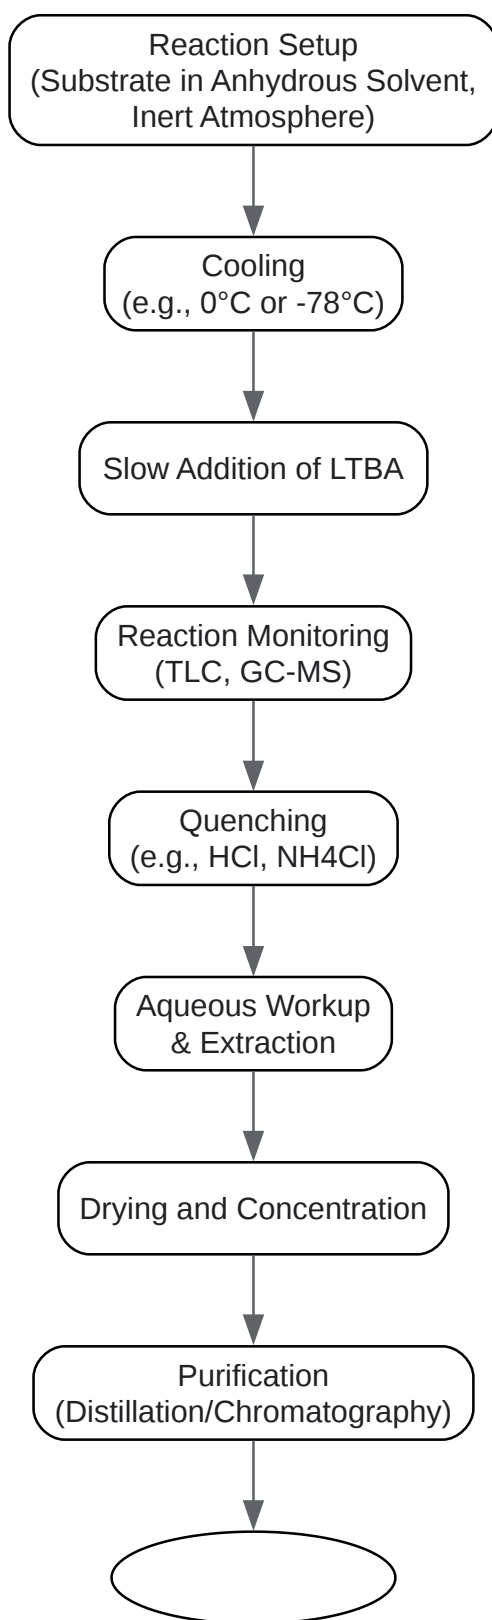 Reaction Setup
(Substrate in Anhydrous Solvent,
Inert Atmosphere)
Cooling
(e.g., 0°C or -78°C)
Slow Addition of LTBA
Reaction Monitoring
(TLC, GC-MS)
Quenching
(e.g., HCl, NH4Cl)
Aqueous Workup
& Extraction
Drying and Concentration
Purification
(Distillation/Chromatography)